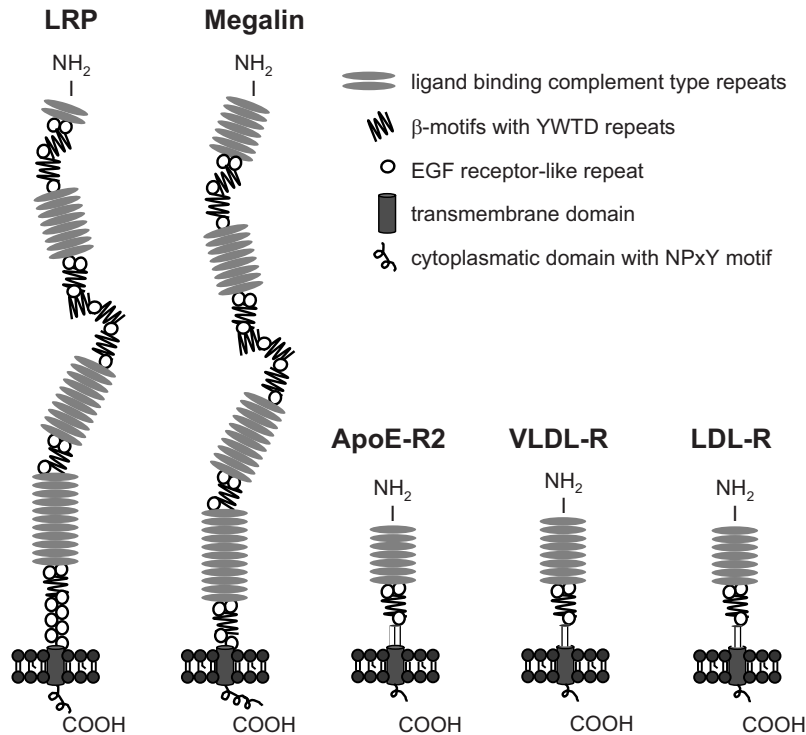 LRP
Megalin
NH2
NH2
ligand binding complement type repeats
β-motifs with YWTD repeats
EGF receptor-like repeat
transmembrane domain
cytoplasmatic domain with NPxY motif
ApoE-R2
VLDL-R
LDL-R
NH2
NH2
NH2
COOH
COOH
COOH
COOH
COOH